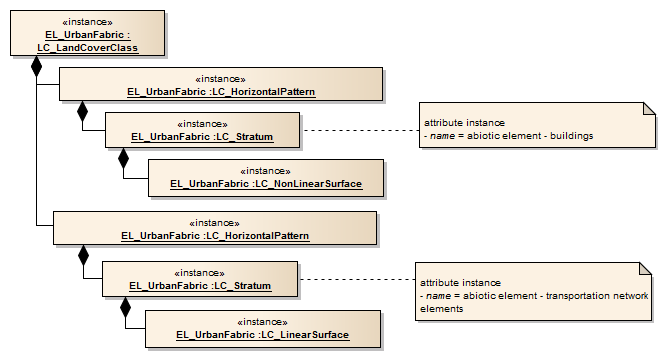 «instance»
EL_UrbanFabric :
LC_LandCoverClass
«instance»
EL_UrbanFabric :LC_HorizontalPattern
«instance»
EL_UrbanFabric :LC_Stratum
attribute instance
- name = abiotic element - buildings
«instance»
EL_UrbanFabric :LC_NonLinearSurface
«instance»
EL_UrbanFabric :LC_HorizontalPattern
«instance»
EL_UrbanFabric :LC_Stratum
attribute instance
- name = abiotic element - transportation network
elements
«instance»
EL_UrbanFabric :LC_LinearSurface